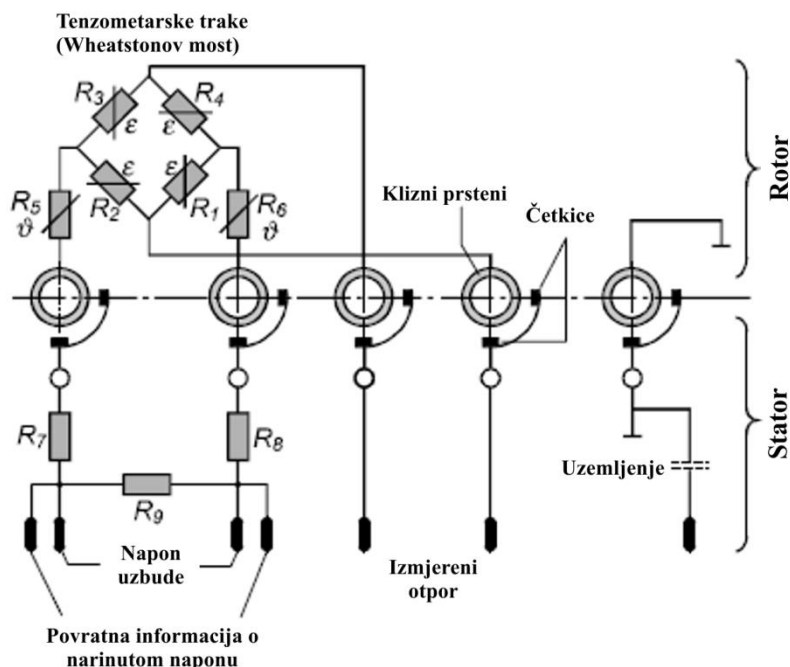 Tenzometarske trake
(Wheatstonov most)
R3
ε
R4
ε
R5
ϑ
ε
R2
ε
R1
R6
ϑ
Klizni prsteni
Četkice
Rotor
R7
R8
R9
Stator
Uzemljenje
Napon
uzbude
Izmjereni
otpor
Povratna informacija o
narinutom naponu